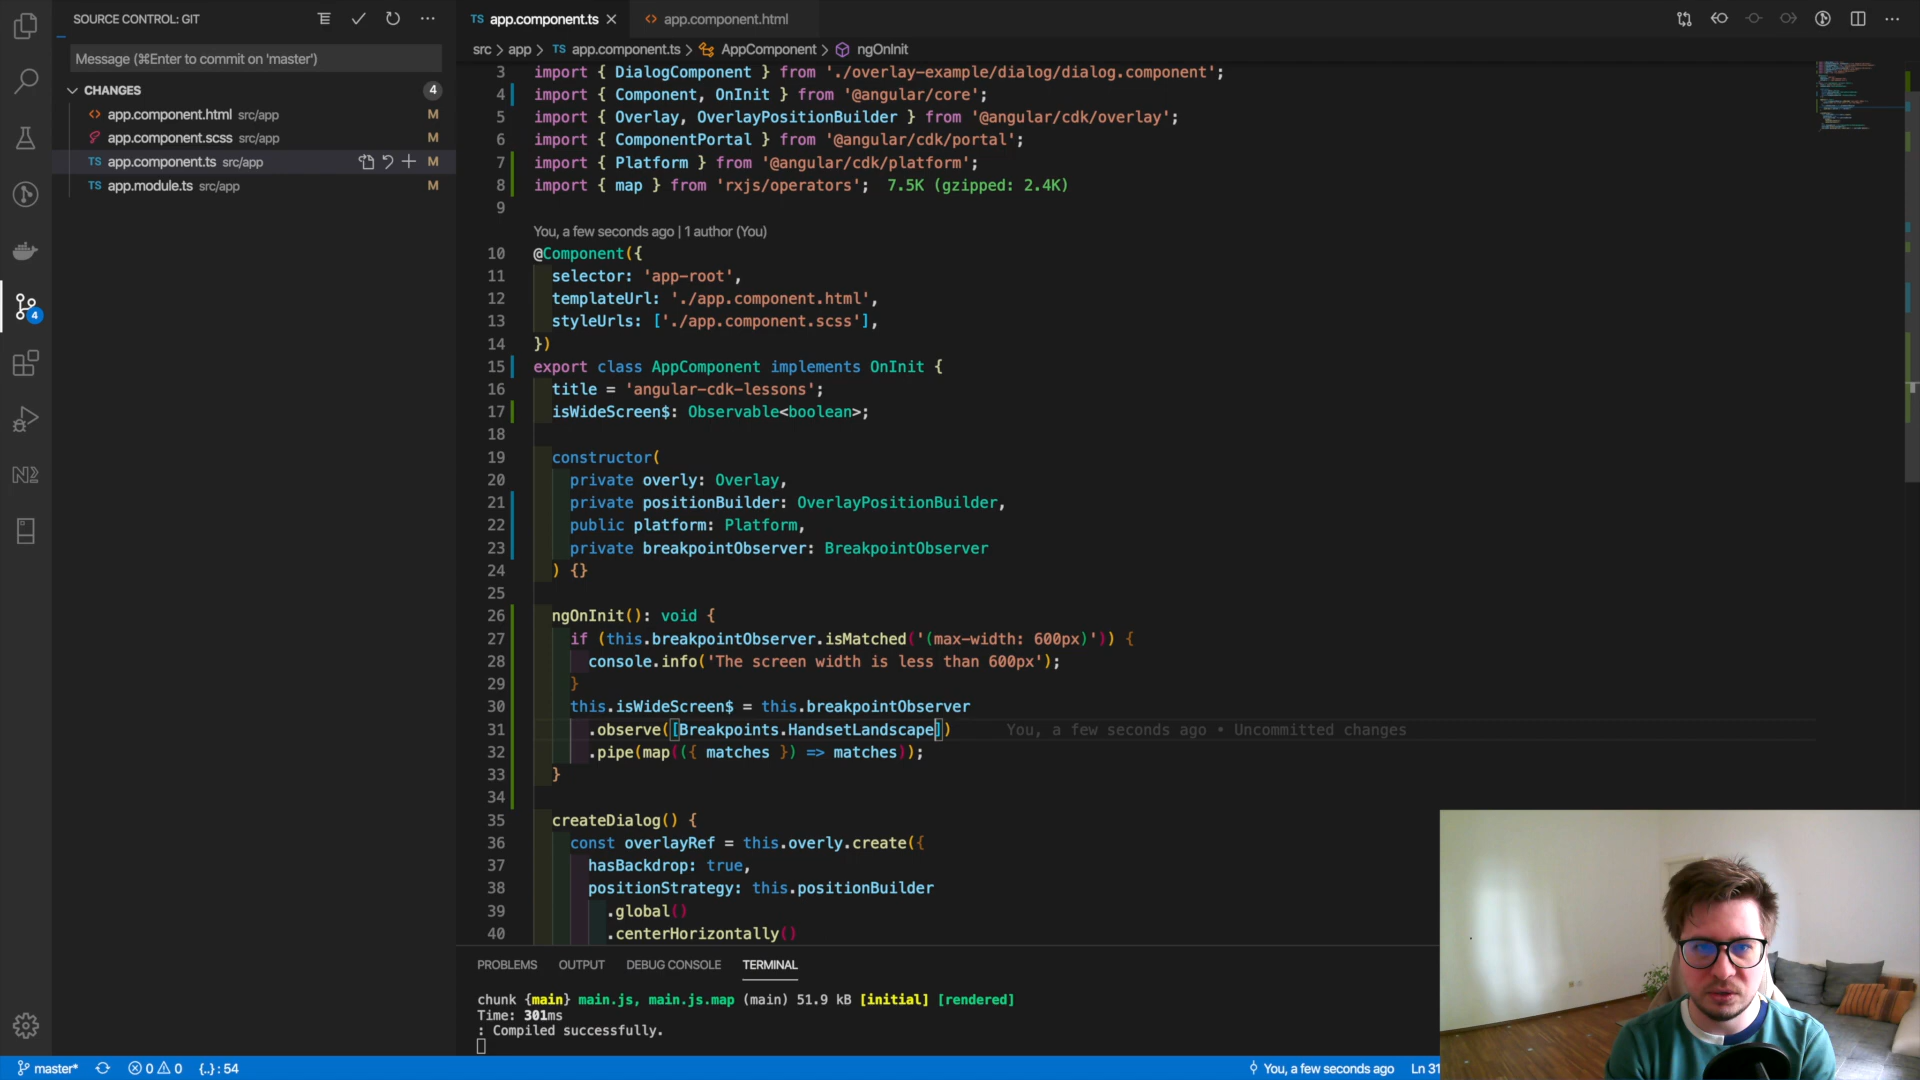 SOURCE CONTROL: GIT
Message (⌘Enter to commit on 'master')
CHANGES
4
app.component.html src/app M
app.component.scss src/app M
TS app.component.ts src/app M
TS app.module.ts src/app M
4
TS app.component.ts
app.component.html
src > app > TS app.component.ts > AppComponent > ngOnInit
3 import { DialogComponent } from './overlay-example/dialog/dialog.component';
4 import { Component, OnInit } from '@angular/core';
5 import { Overlay, OverlayPositionBuilder } from '@angular/cdk/overlay';
6 import { ComponentPortal } from '@angular/cdk/portal';
7 import { Platform } from '@angular/cdk/platform';
8 import { map } from 'rxjs/operators'; 7.5K (gzipped: 2.4K)
9
You, a few seconds ago | 1 author (You)
10 @Component({
11 selector: 'app-root',
12 templateUrl: './app.component.html',
13 styleUrls: ['./app.component.scss'],
14 })
15 export class AppComponent implements OnInit {
16 title = 'angular-cdk-lessons';
17 isWideScreen$: Observable<boolean>;
18
19 constructor(
20 private overly: Overlay,
21 private positionBuilder: OverlayPositionBuilder,
22 public platform: Platform,
23 private breakpointObserver: BreakpointObserver
24 ) {}
25
26 ngOnInit(): void {
27 if (this.breakpointObserver.isMatched('(max-width: 600px)')) {
28 console.info('The screen width is less than 600px');
29 }
30 this.isWideScreen$ = this.breakpointObserver
31 .observe([Breakpoints.HandsetLandscape]) You, a few seconds ago • Uncommitted changes
32 .pipe(map(({ matches }) => matches));
33 }
34
35 createDialog() {
36 const overlayRef = this.overly.create({
37 hasBackdrop: true,
38 positionStrategy: this.positionBuilder
39 .global()
40 .centerHorizontally()
PROBLEMS OUTPUT DEBUG CONSOLE TERMINAL
chunk {main} main.js, main.js.map (main) 51.9 kB [initial] [rendered]
Time: 301ms
: Compiled successfully.
master* 0 0 {..} : 54 You, a few seconds ago Ln 31